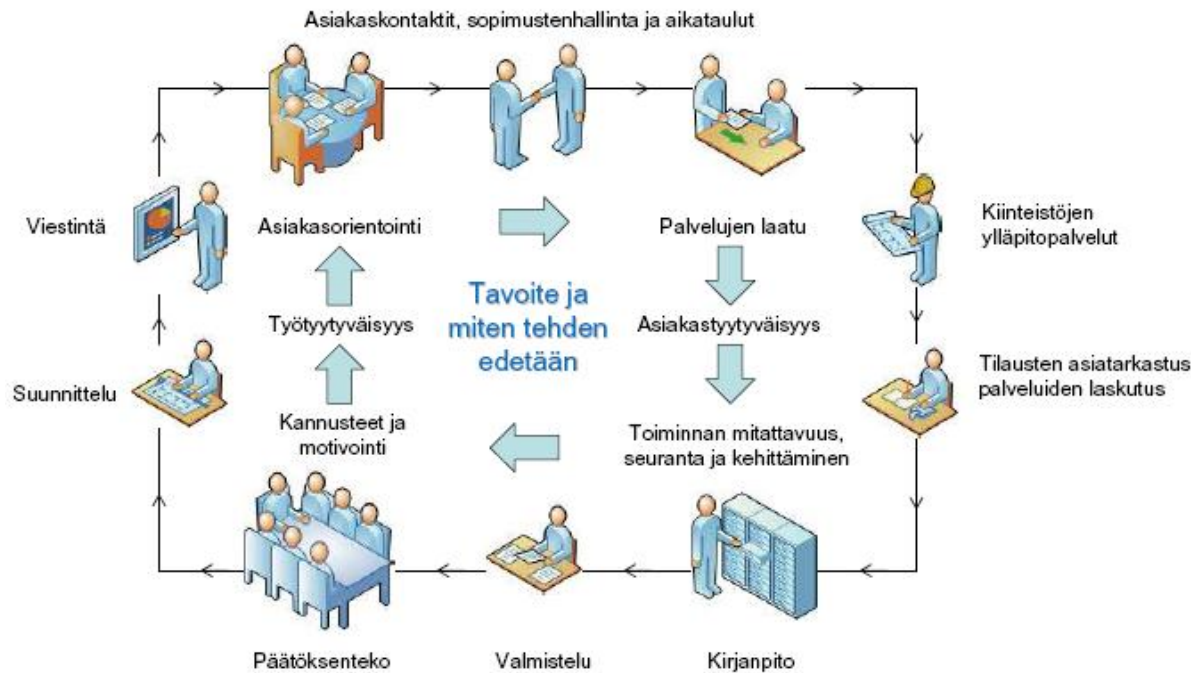 Asiakaskontaktit, sopimustenhallinta ja aikataulut
Viestintä
Asiakasorientointi
Palvelujen laatu
Kiinteistöjen
ylläpitopalvelut
Tavoite ja
miten tehden
edetään
Työtyytyväisyys
Asiakastyytyväisyys
Suunnittelu
Tilausten asiatarkastus
palveluiden laskutus
Kannusteet ja
motivointi
Toiminnan mitattavuus,
seuranta ja kehittäminen
Päätöksenteko
Valmistelu
Kirjanpito